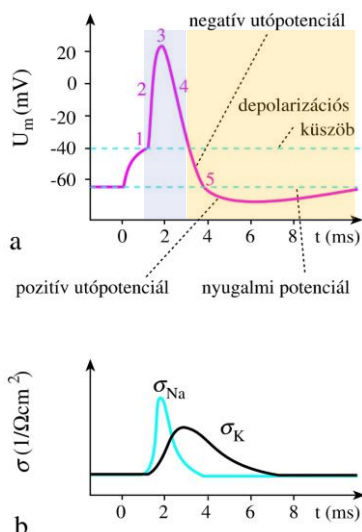 negatív utópotenciál
3
20
0
-20
-40
-60
U_m (mV)
2
4
1
5
depolarizációs
küszöb
0 2 4 6 8
t (ms)
a
pozitív utópotenciál
nyugalmi potenciál
σ (1/Ωcm²)
σ_Na
σ_K
0 2 4 6 8
t (ms)
b